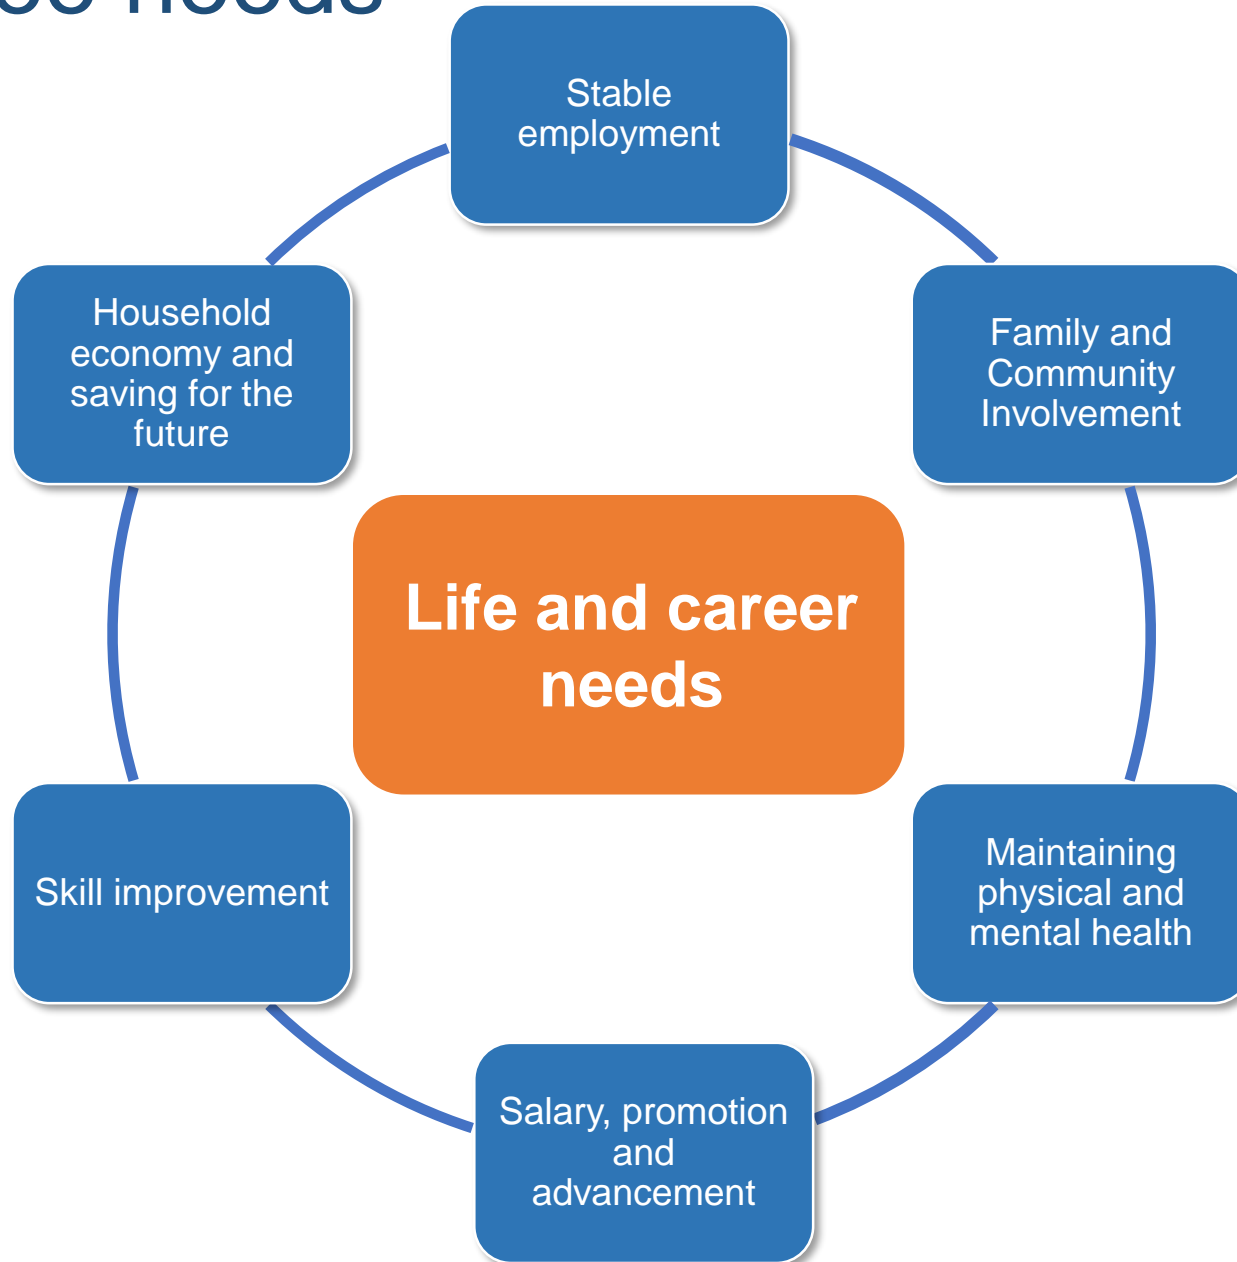 needs
Stable
employment
Family and
Community
Involvement
Maintaining
physical and
mental health
Salary, promotion
and
advancement
Skill improvement
Household
economy and
saving for the
future
Life and career
needs